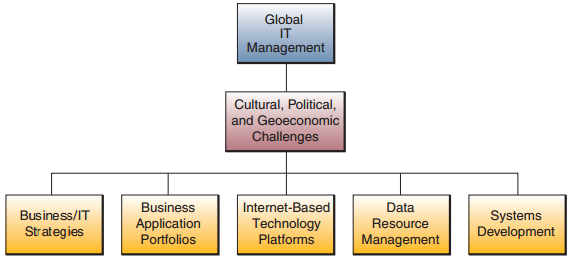 Global
IT
Management
Cultural, Political,
and Geoeconomic
Challenges
Business/IT
Strategies
Business
Application
Portfolios
Internet-Based
Technology
Platforms
Data
Resource
Management
Systems
Development